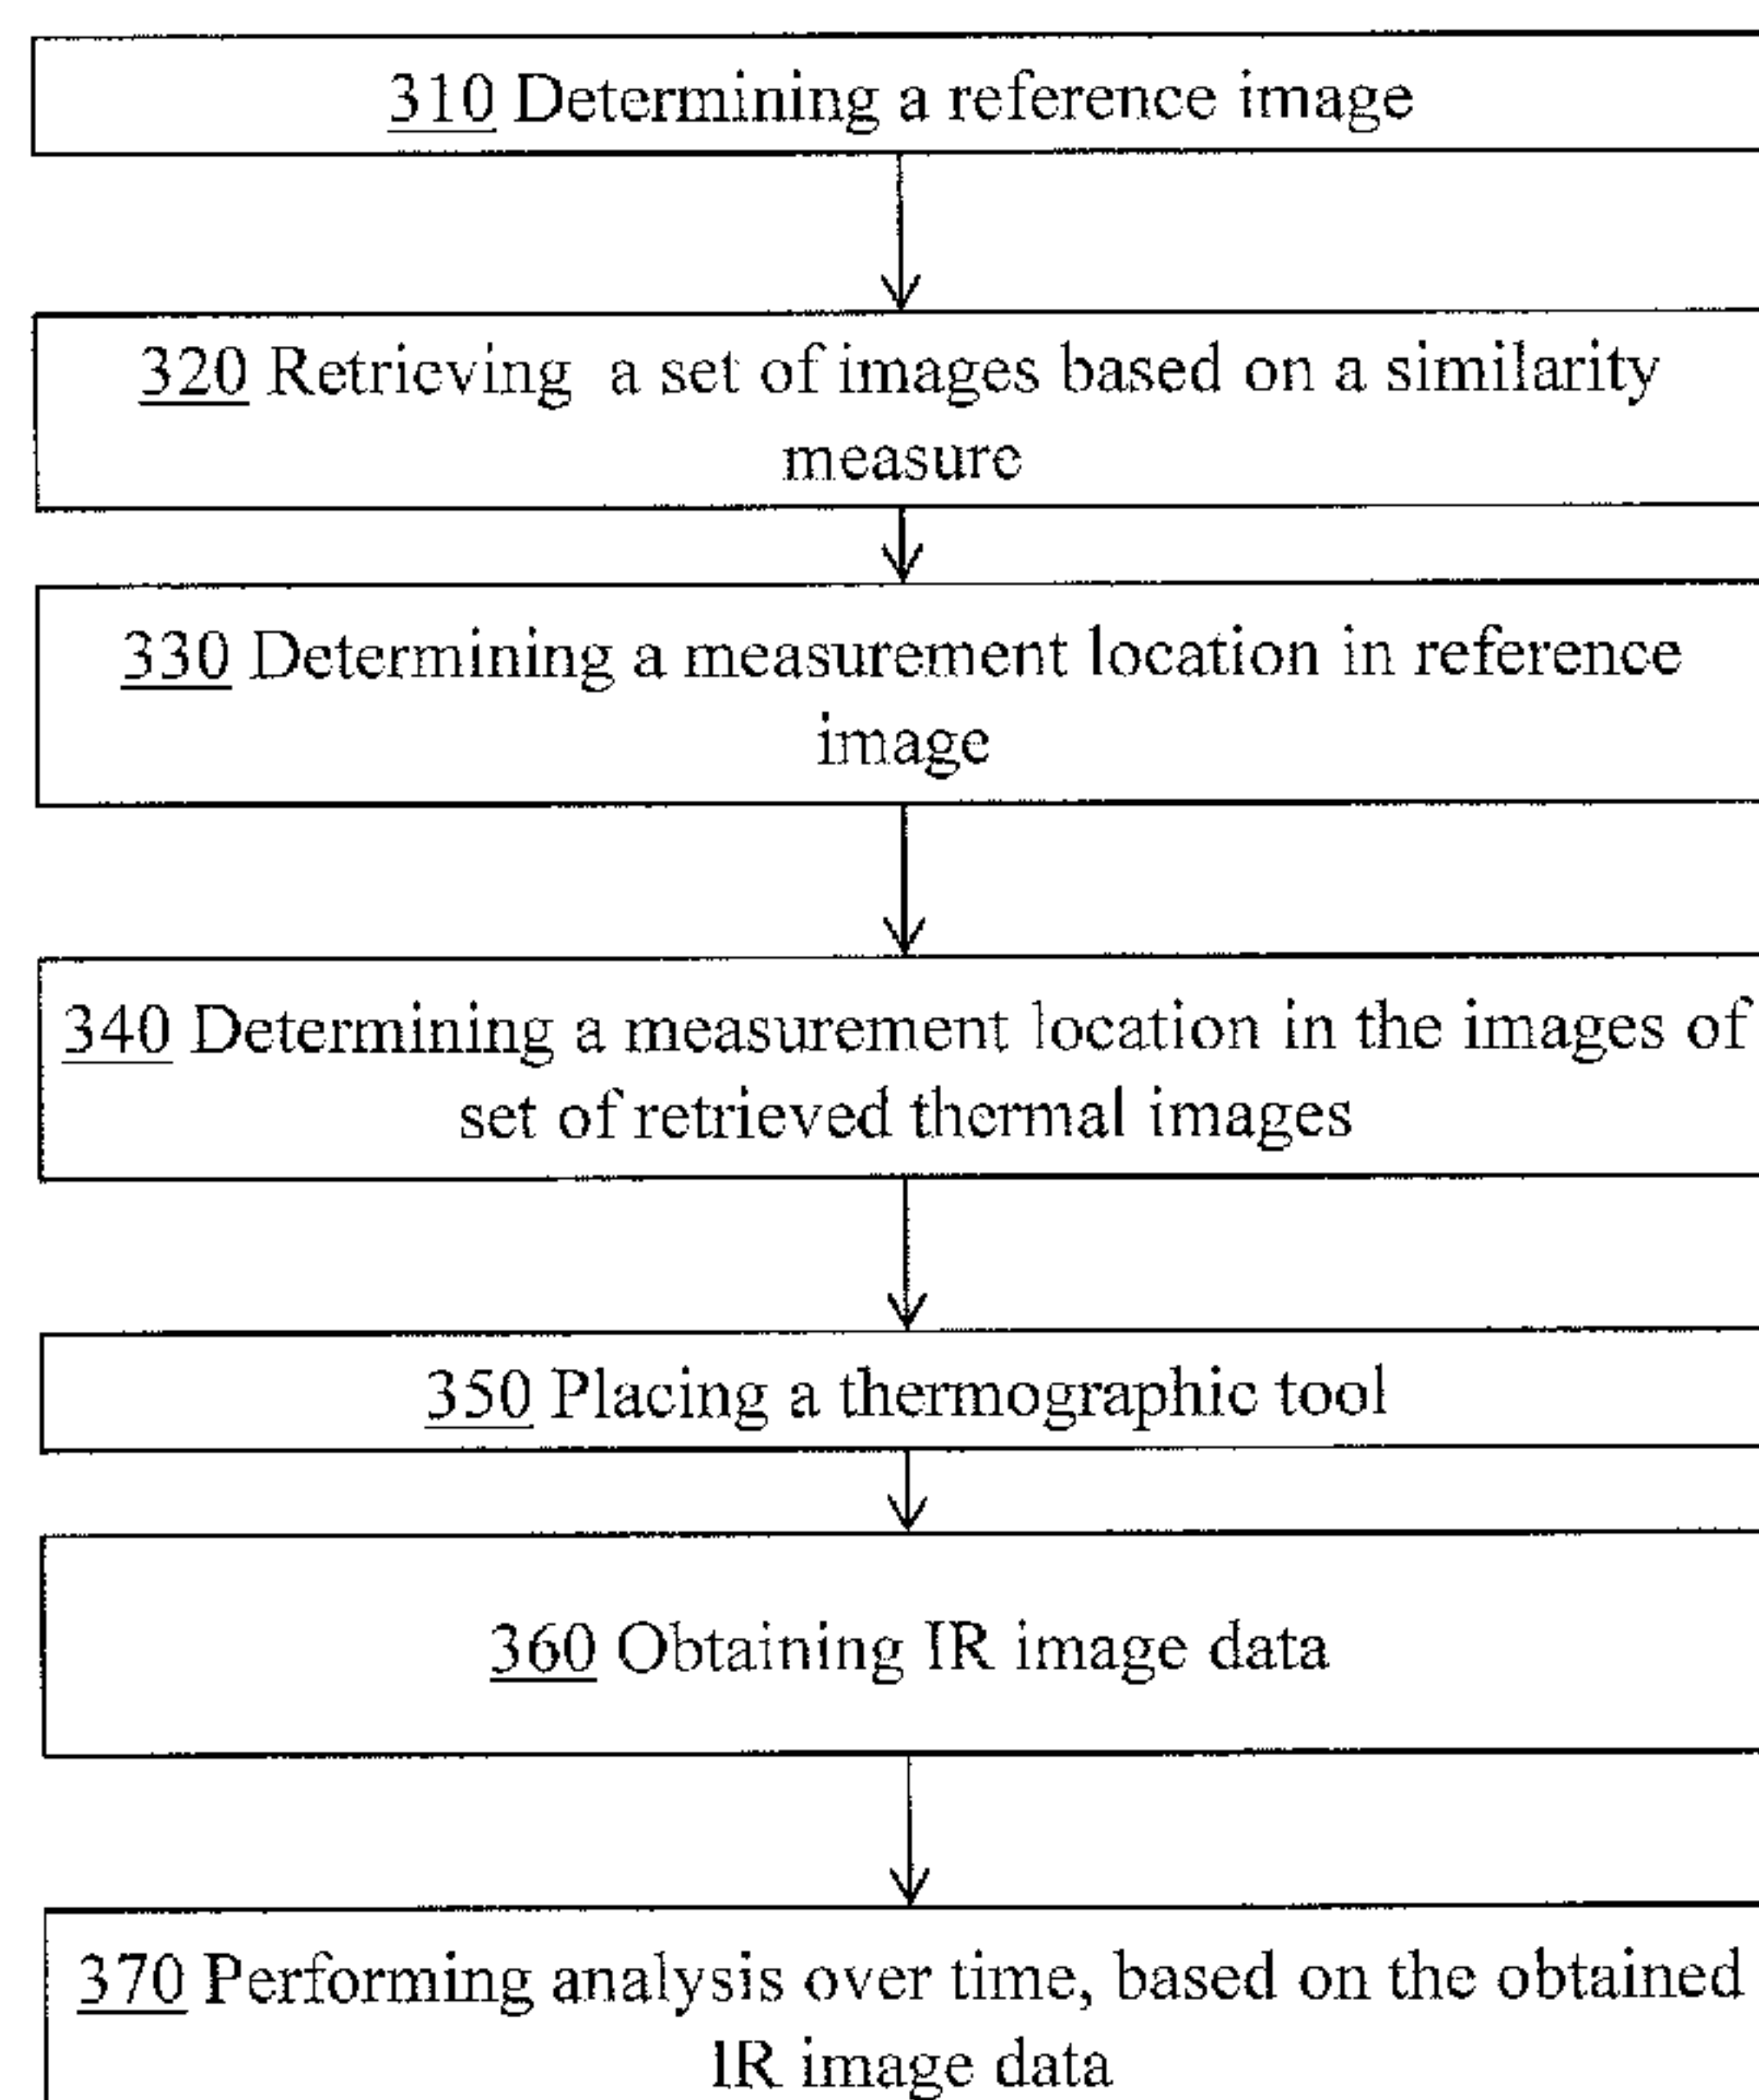 310 Determining a reference image
320 Retrieving a set of images based on a similarity
measure
330 Determining a measurement location in reference
image
340 Determining a measurement location in the images of
set of retrieved thermal images
350 Placing a thermographic tool
360 Obtaining IR image data
370 Performing analysis over time, based on the obtained
IR image data